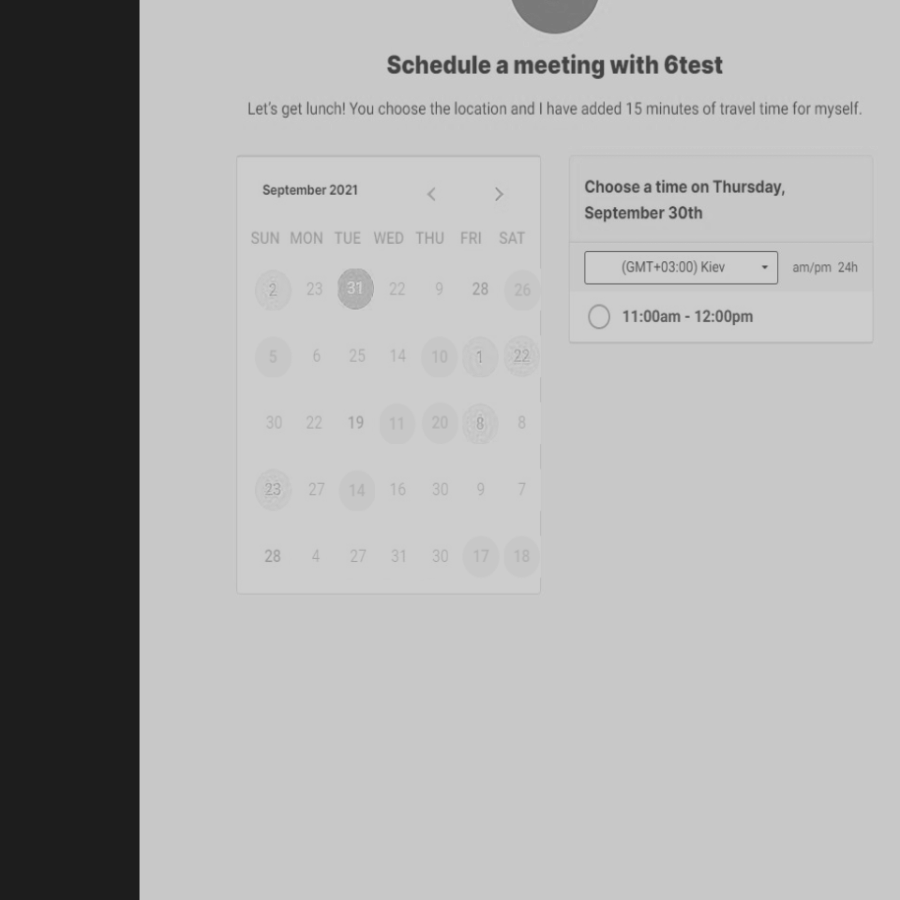 Schedule a meeting with 6test
Let's get lunch! You choose the location and I have added 15 minutes of travel time for myself.
September 2021
SUN MON TUE WED THU FRI SAT
2 23 31 22 9 28 26
5 6 25 14 10 1 22
30 22 19 11 20 8 8
23 27 14 16 30 9 7
28 4 27 31 30 17 18
Choose a time on Thursday,
September 30th
(GMT+03:00) Kiev am/pm 24h
11:00am - 12:00pm